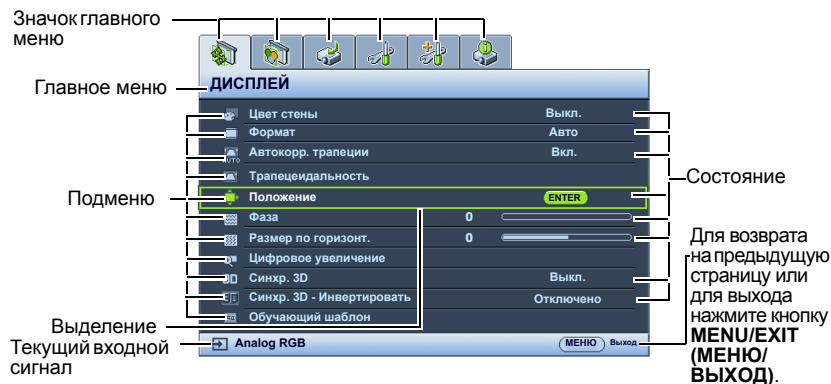 Значок главного
меню
Главное меню
ДИСПЛЕЙ
Цвет стены Выкл.
Формат Авто
AUTO Автокорр. трапеции Вкл.
Трапецеидальность
Подменю
Состояние
Положение ENTER
Фаза 0
Размер по горизонт. 0
Цифровое увеличение
3D Синхр. 3D Выкл.
Синхр. 3D - Инвертировать Отключено
Обучающий шаблон
Выделение
Текущий входной
сигнал
Analog RGB МЕНЮ Выход
Для возврата
на предыдущую
страницу или
для выхода
нажмите кнопку
MENU/EXIT
(МЕНЮ/
ВЫХОД).